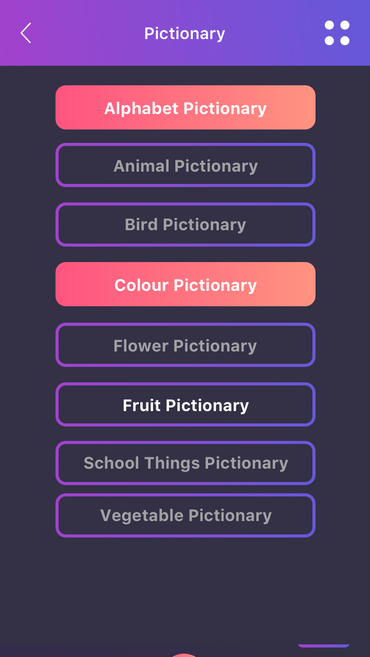 Pictionary
Alphabet Pictionary
Animal Pictionary
Bird Pictionary
Colour Pictionary
Flower Pictionary
Fruit Pictionary
School Things Pictionary
Vegetable Pictionary